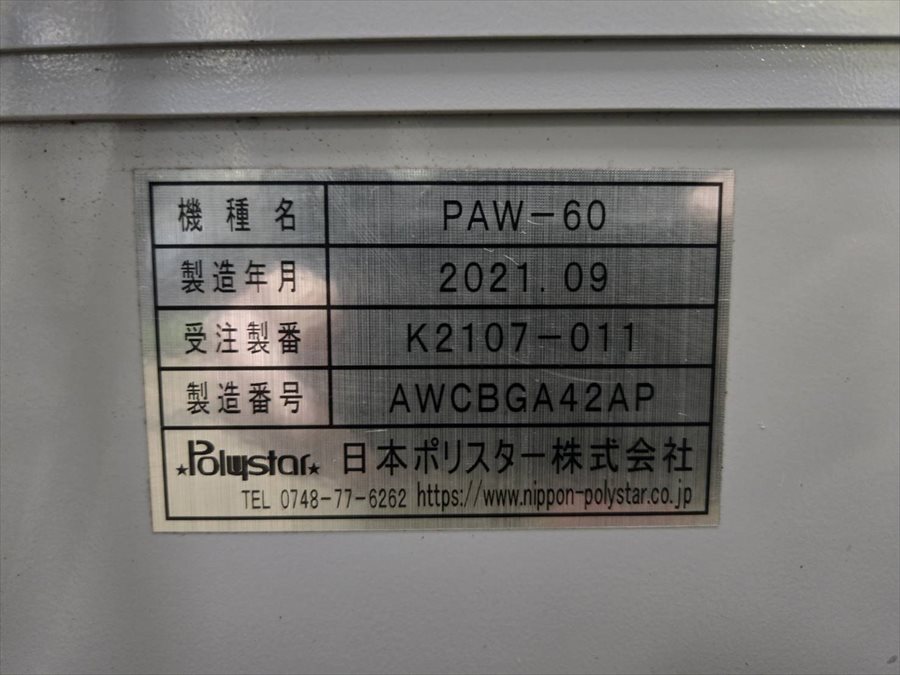 機種名 PAW-60
製造年月 2021.09
受注製番 K2107-011
製造番号 AWCBGA42AP
★Polystar★ 日本ポリスター株式会社
TEL 0748-77-6262 https://www.nippon-polystar.co.jp